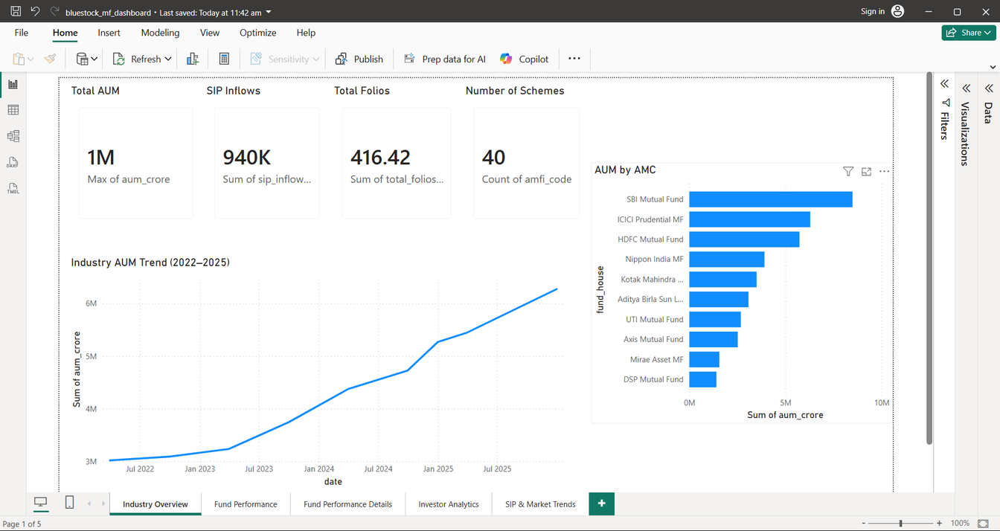 bluestock_mf_dashboard • Last saved: Today at 11:42 am
Sign in
File Home Insert Modeling View Optimize Help
Share
Refresh Sensitivity Publish Prep data for AI Copilot
Total AUM SIP Inflows Total Folios Number of Schemes
1M 940K 416.42 40
Max of aum_crore Sum of sip_inflow... Sum of total_folios... Count of amfi_code
Industry AUM Trend (2022–2025)
Sum of aum_crore
6M
5M
4M
3M
Jul 2022 Jan 2023 Jul 2023 Jan 2024 Jul 2024 Jan 2025 Jul 2025
date
AUM by AMC
fund_house
SBI Mutual Fund
ICICI Prudential MF
HDFC Mutual Fund
Nippon India MF
Kotak Mahindra ...
Aditya Birla Sun L...
UTI Mutual Fund
Axis Mutual Fund
Mirae Asset MF
DSP Mutual Fund
0M 5M 10M
Sum of aum_crore
Filters
Visualizations
Data
DAX
TMDL
Industry Overview Fund Performance Fund Performance Details Investor Analytics SIP & Market Trends
Page 1 of 5
100%